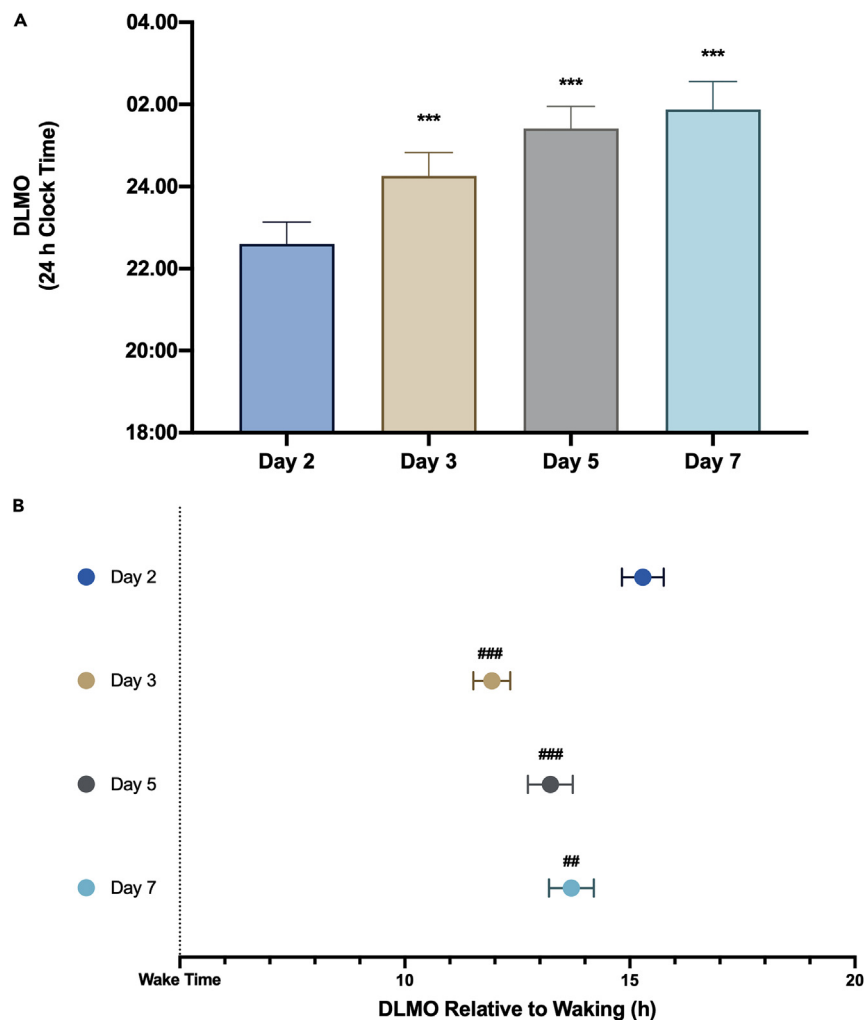 A
DLMO
(24 h Clock Time)
04.00
02.00
24.00
22.00
20:00
18:00
***
***
***
Day 2
Day 3
Day 5
Day 7
B
Day 2
Day 3
###
Day 5
###
Day 7
##
Wake Time
10
15
20
DLMO Relative to Waking (h)